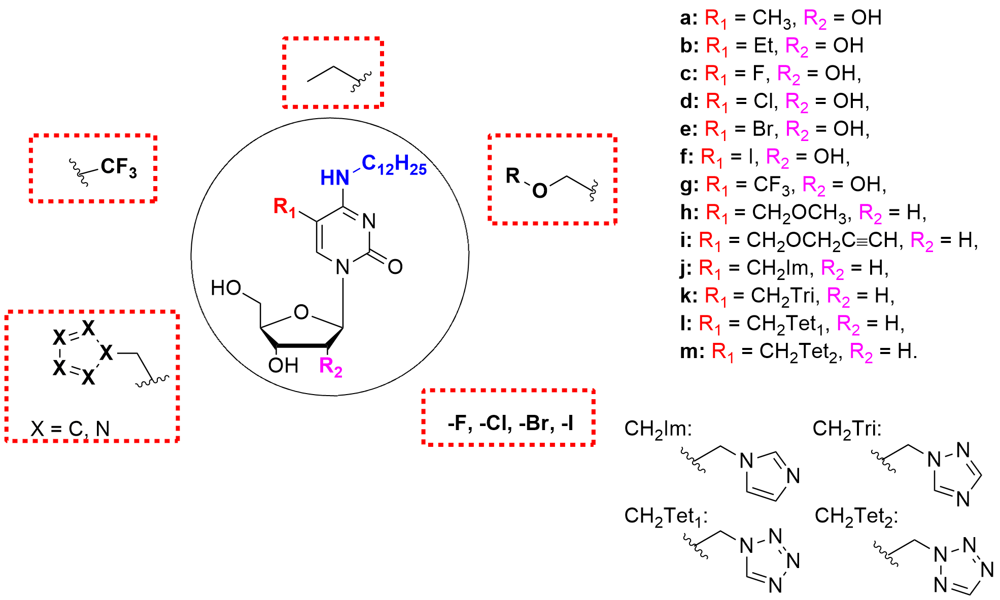 CF₃
R
O
X X
X
X X
X = C, N
HN C₁₂H₂₅
R₁
N
N O
HO
O
OH R₂
-F, -Cl, -Br, -I
a: R₁ = CH₃, R₂ = OH
b: R₁ = Et, R₂ = OH
c: R₁ = F, R₂ = OH,
d: R₁ = Cl, R₂ = OH,
e: R₁ = Br, R₂ = OH,
f: R₁ = I, R₂ = OH,
g: R₁ = CF₃, R₂ = OH,
h: R₁ = CH₂OCH₃, R₂ = H,
i: R₁ = CH₂OCH₂C≡CH, R₂ = H,
j: R₁ = CH₂Im, R₂ = H,
k: R₁ = CH₂Tri, R₂ = H,
l: R₁ = CH₂Tet₁, R₂ = H,
m: R₁ = CH₂Tet₂, R₂ = H.
CH₂Im:
N
N
CH₂Tri:
N N
N
CH₂Tet₁:
N N
N
N
CH₂Tet₂:
N N
N
N